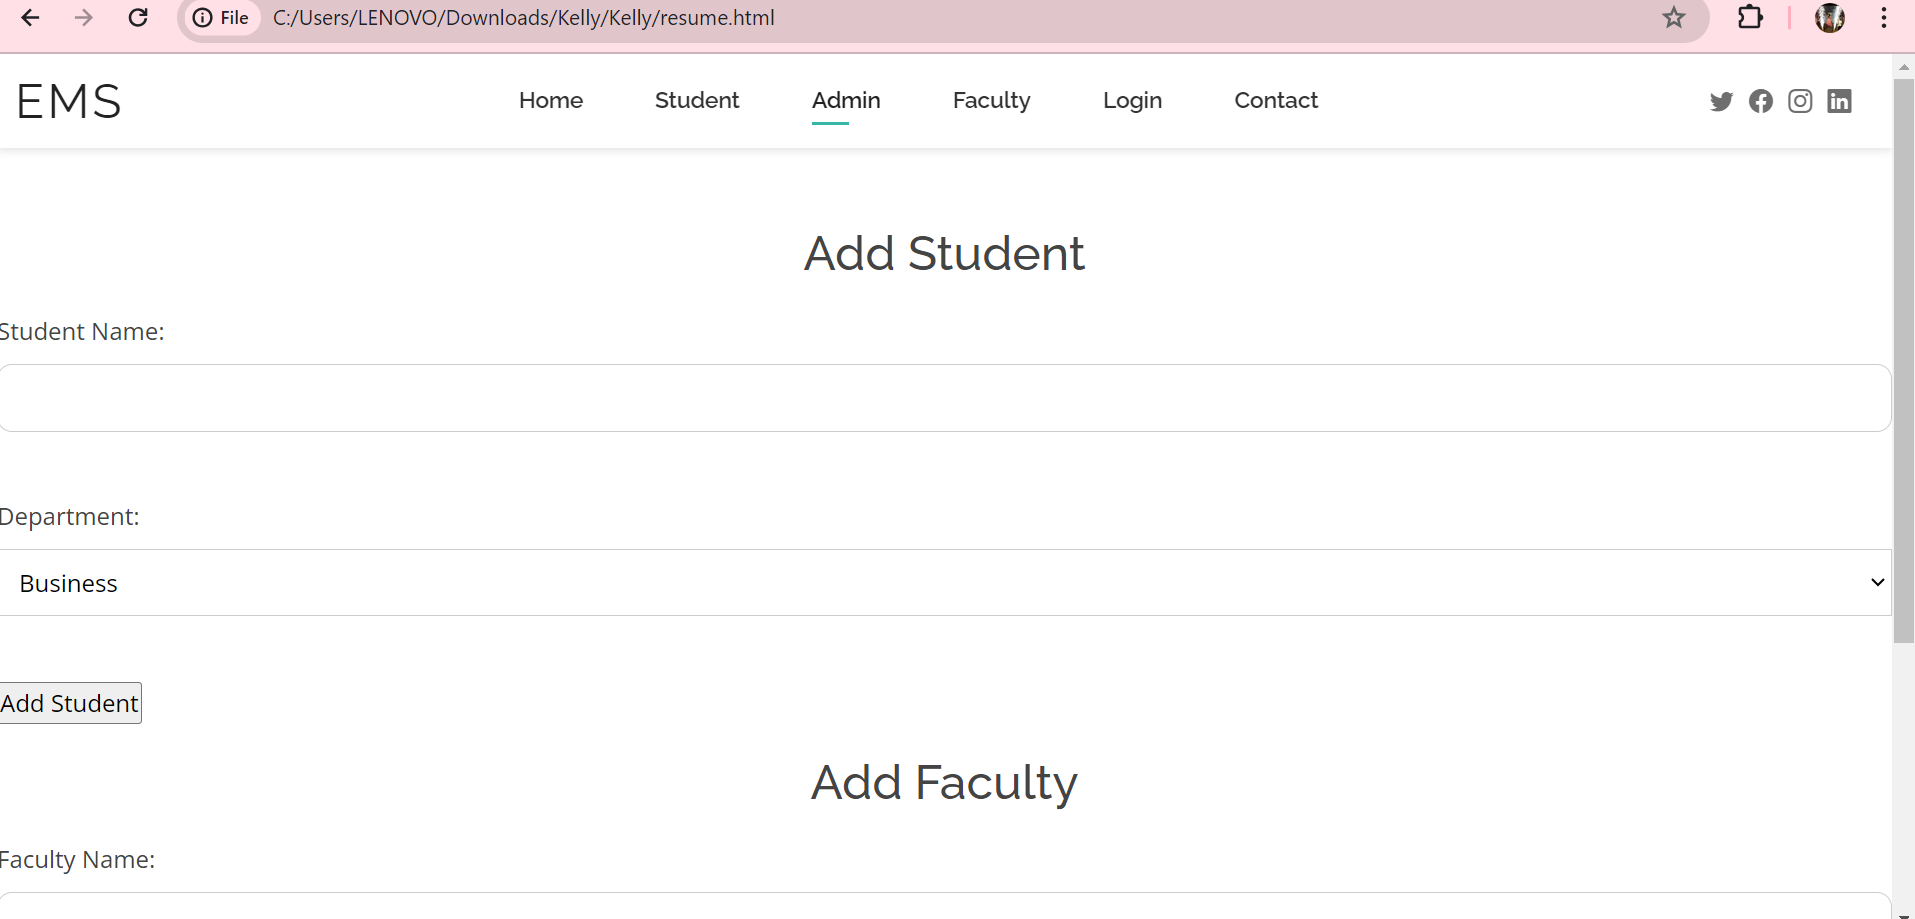 File C:/Users/LENOVO/Downloads/Kelly/Kelly/resume.html
EMS Home Student Admin Faculty Login Contact
Add Student
Student Name:
Department:
Business
Add Student
Add Faculty
Faculty Name: